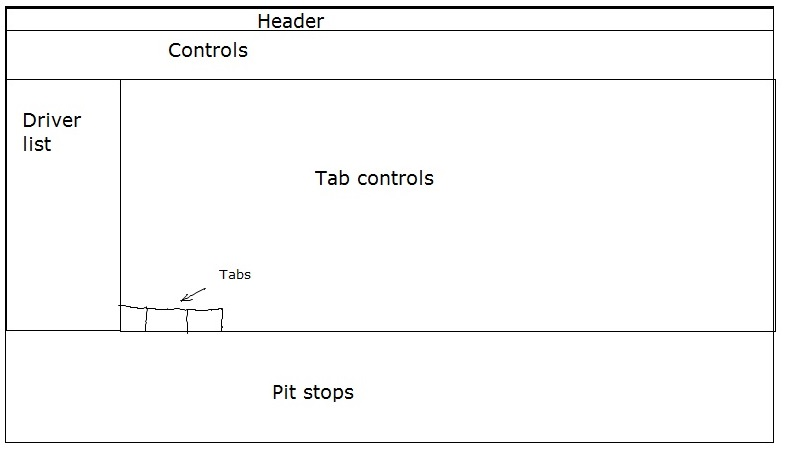 Header
Controls
Driver
list
Tab controls
Tabs
Pit stops